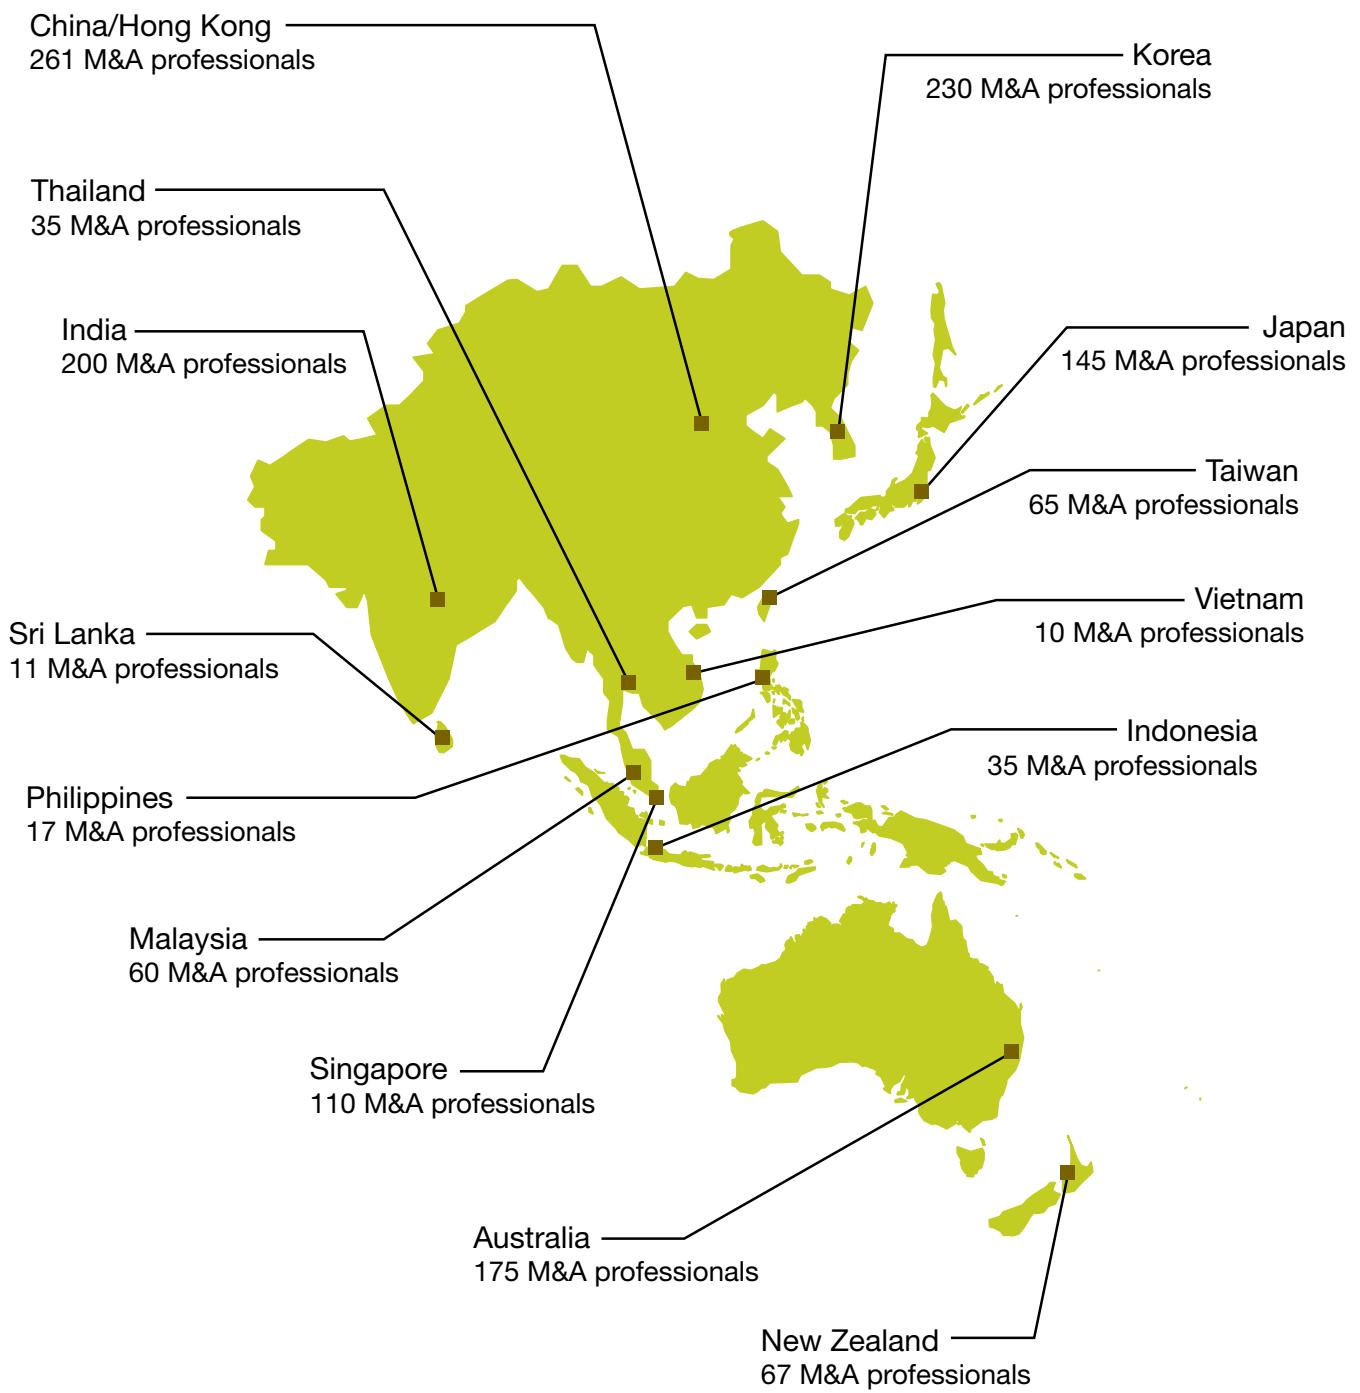 China/Hong Kong
261 M&A professionals
Korea
230 M&A professionals
Thailand
35 M&A professionals
India
200 M&A professionals
Japan
145 M&A professionals
Taiwan
65 M&A professionals
Vietnam
10 M&A professionals
Sri Lanka
11 M&A professionals
Indonesia
35 M&A professionals
Philippines
17 M&A professionals
Malaysia
60 M&A professionals
Singapore
110 M&A professionals
Australia
175 M&A professionals
New Zealand
67 M&A professionals